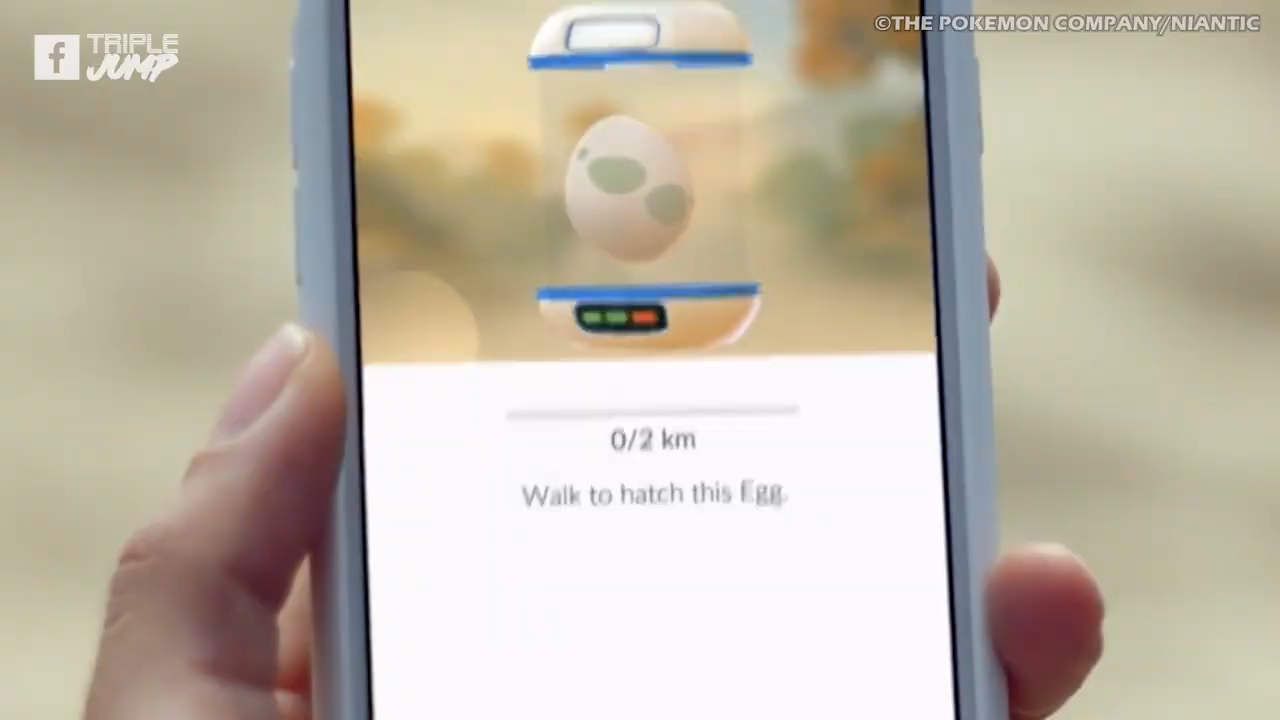 ©THE POKEMON COMPANY/NIANTIC
f TRIPLE
JUMP
0/2 km
Walk to hatch this Egg.